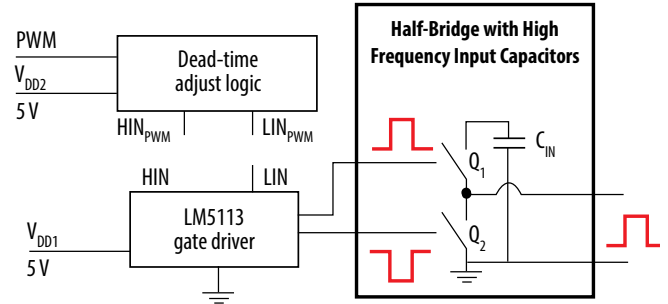 Half-Bridge with High
Frequency Input Capacitors
PWM
V_DD2
5 V
Dead-time
adjust logic
HIN_PWM
LIN_PWM
HIN
LIN
LM5113
gate driver
V_DD1
5 V
Q_1
C_IN
Q_2